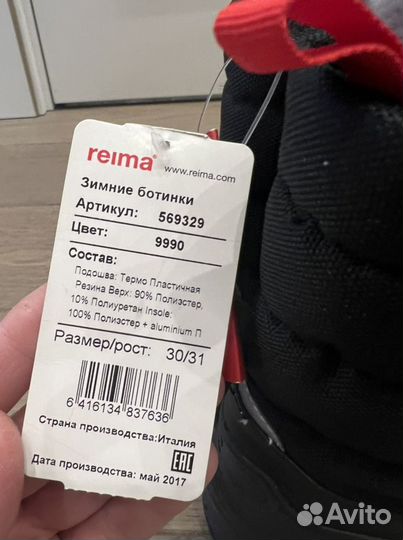 reima® www.reima.com
Зимние ботинки
Артикул: 569329
Цвет: 9990
Состав:
Подошва: Термо Пластичная
Резина Верх: 90% Полиэстер,
10% Полиуретан Insole:
100% Полиэстер + aluminium П
Размер/рост: 30/31
6 416134 837636
Страна производства:Италия
EAC
Дата производства: май 2017
Avito